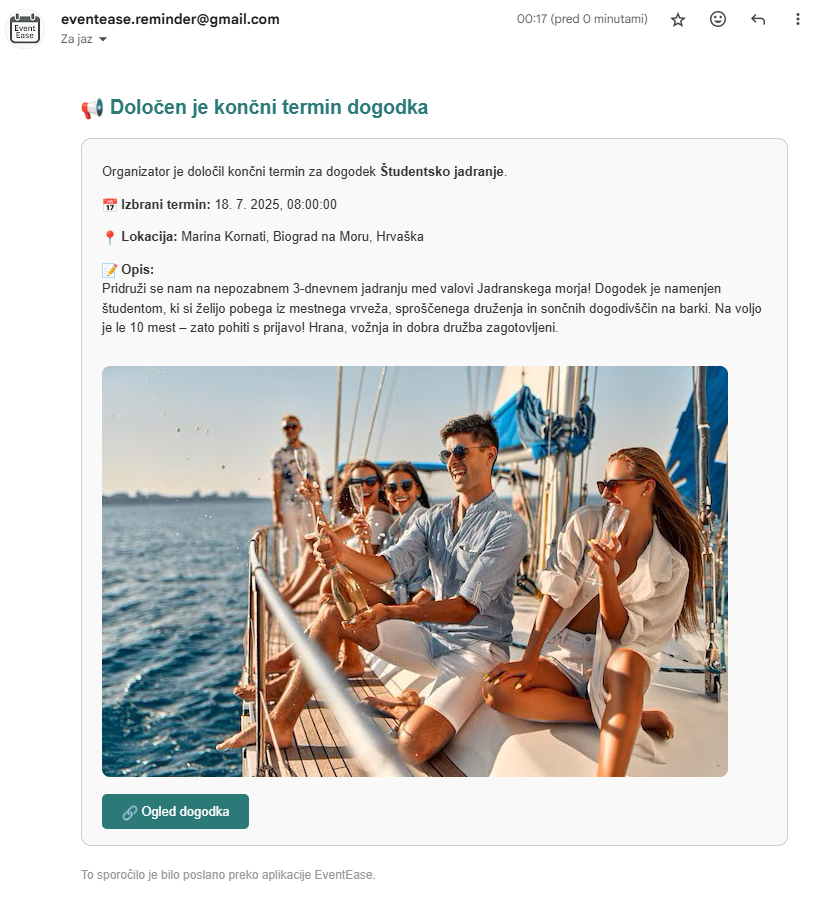 Event
Ease
eventease.reminder@gmail.com
00:17 (pred 0 minutami)
Za jaz
Določen je končni termin dogodka
Organizator je določil končni termin za dogodek Študentsko jadranje.
Izbrani termin: 18. 7. 2025, 08:00:00
Lokacija: Marina Kornati, Biograd na Moru, Hrvaška
Opis:
Pridruži se nam na nepozabnem 3-dnevnem jadranju med valovi Jadranskega morja! Dogodek je namenjen
študentom, ki si želijo pobega iz mestnega vrveža, sproščenega druženja in sončnih dogodivščin na barki. Na voljo
je le 10 mest – zato pohiti s prijavo! Hrana, vožnja in dobra družba zagotovljeni.
Ogled dogodka
To sporočilo je bilo poslano preko aplikacije EventEase.